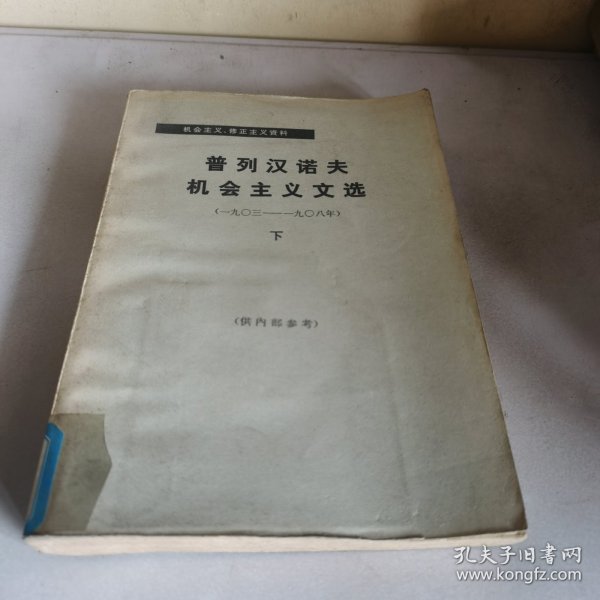 机会主义、修正主义资料
普列汉诺夫
机会主义文选
(一九〇三——一九〇八年)
下
(供内部参考)
孔夫子旧书网
www.kongfz.com